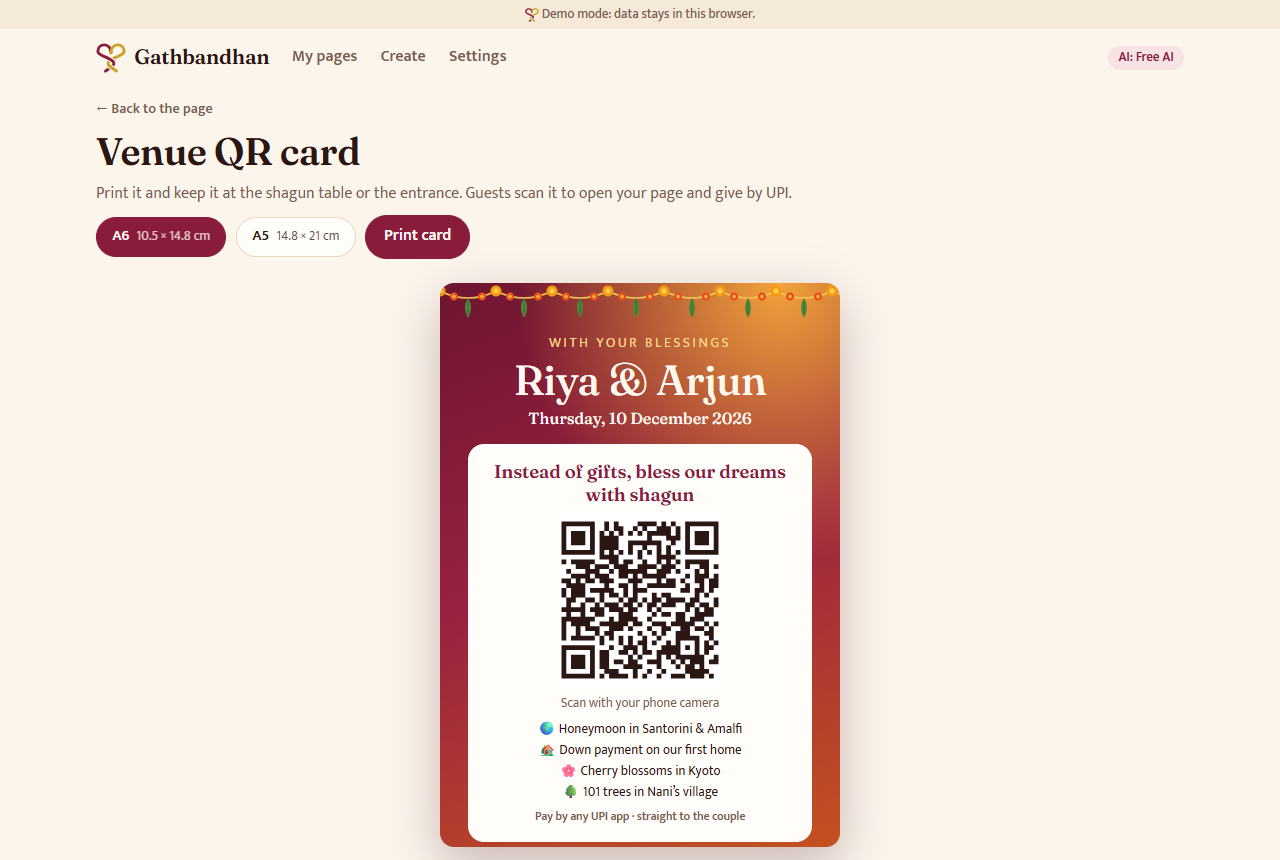 Demo mode: data stays in this browser.
Gathbandhan My pages Create Settings AI: Free AI
← Back to the page
Venue QR card
Print it and keep it at the shagun table or the entrance. Guests scan it to open your page and give by UPI.
A6 10.5 × 14.8 cm A5 14.8 × 21 cm Print card
WITH YOUR BLESSINGS
Riya & Arjun
Thursday, 10 December 2026
Instead of gifts, bless our dreams
with shagun
Scan with your phone camera
🌏 Honeymoon in Santorini & Amalfi
🏡 Down payment on our first home
🌸 Cherry blossoms in Kyoto
🌳 101 trees in Nani’s village
Pay by any UPI app · straight to the couple